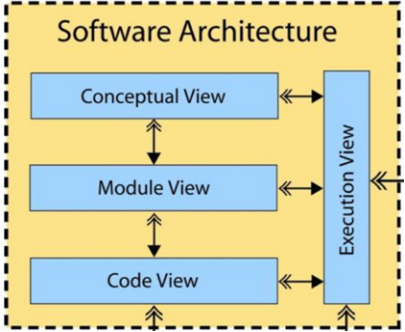 Software Architecture
Conceptual View
Module View
Code View
Execution View